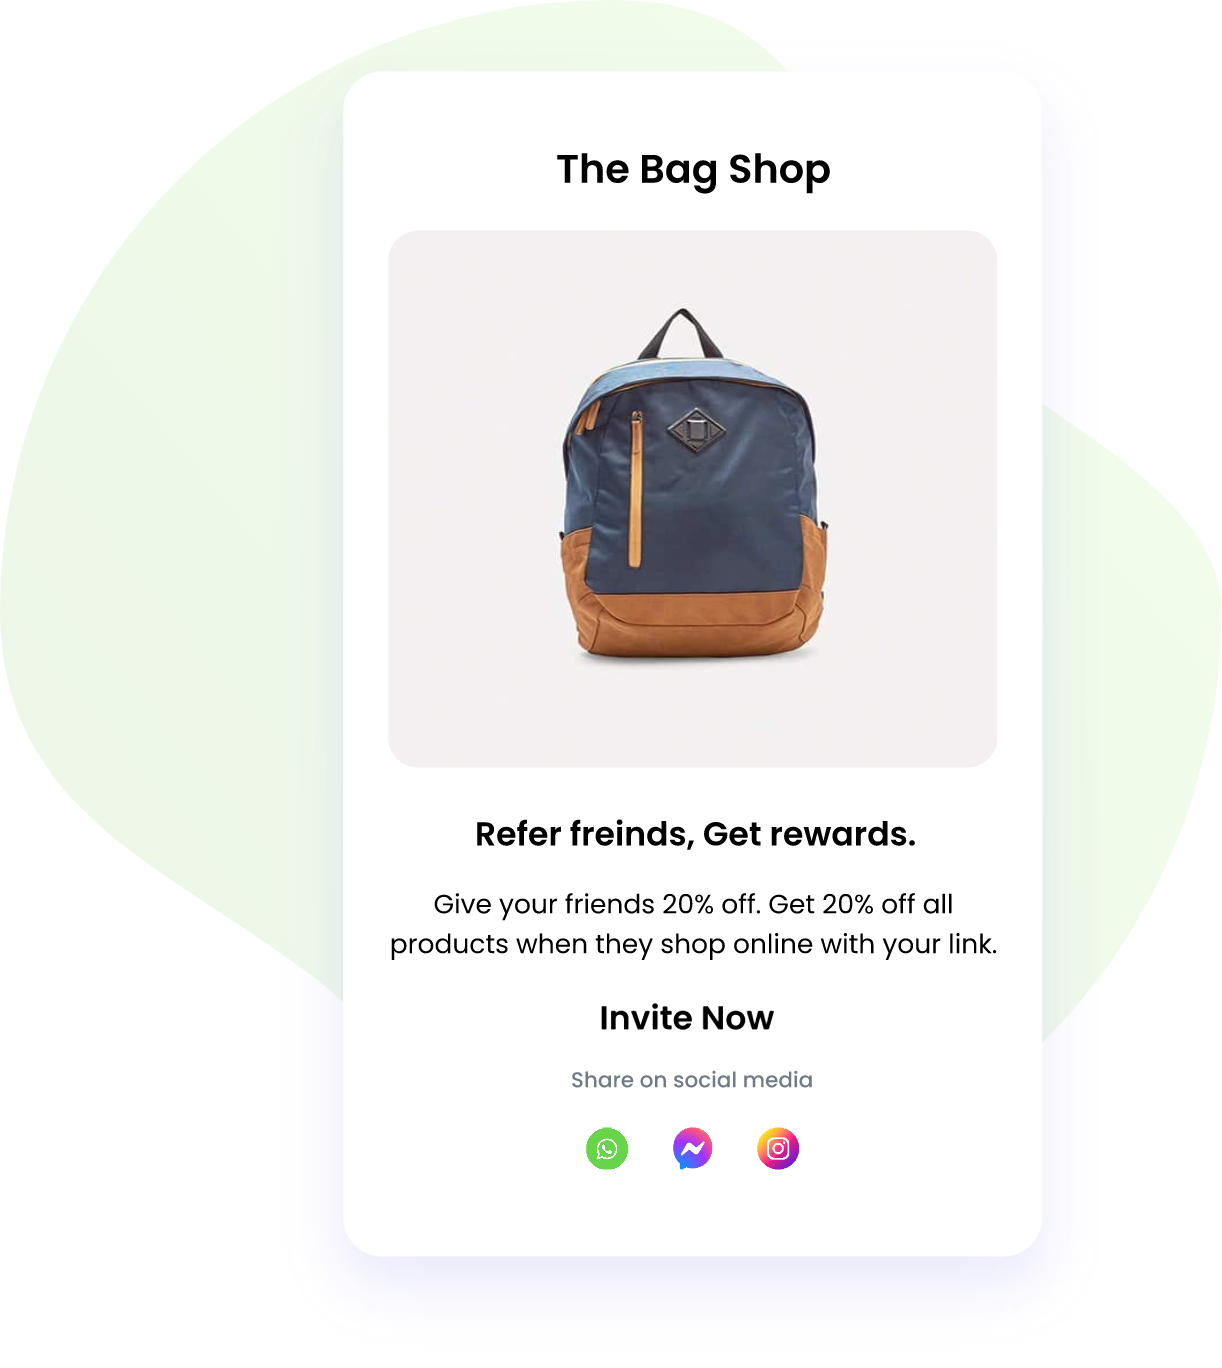 The Bag Shop
Refer freinds, Get rewards.
Give your friends 20% off. Get 20% off all
products when they shop online with your link.
Invite Now
Share on social media